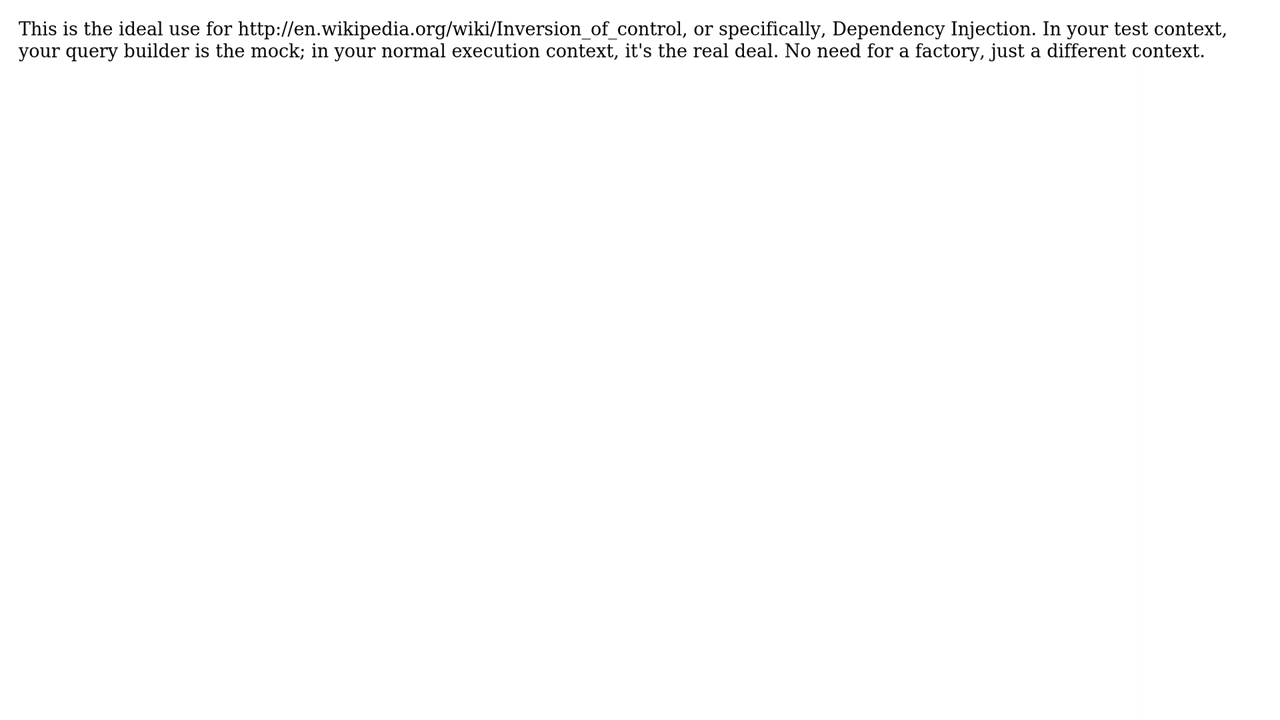 This is the ideal use for http://en.wikipedia.org/wiki/Inversion_of_control, or specifically, Dependency Injection. In your test context,
your query builder is the mock; in your normal execution context, it's the real deal. No need for a factory, just a different context.